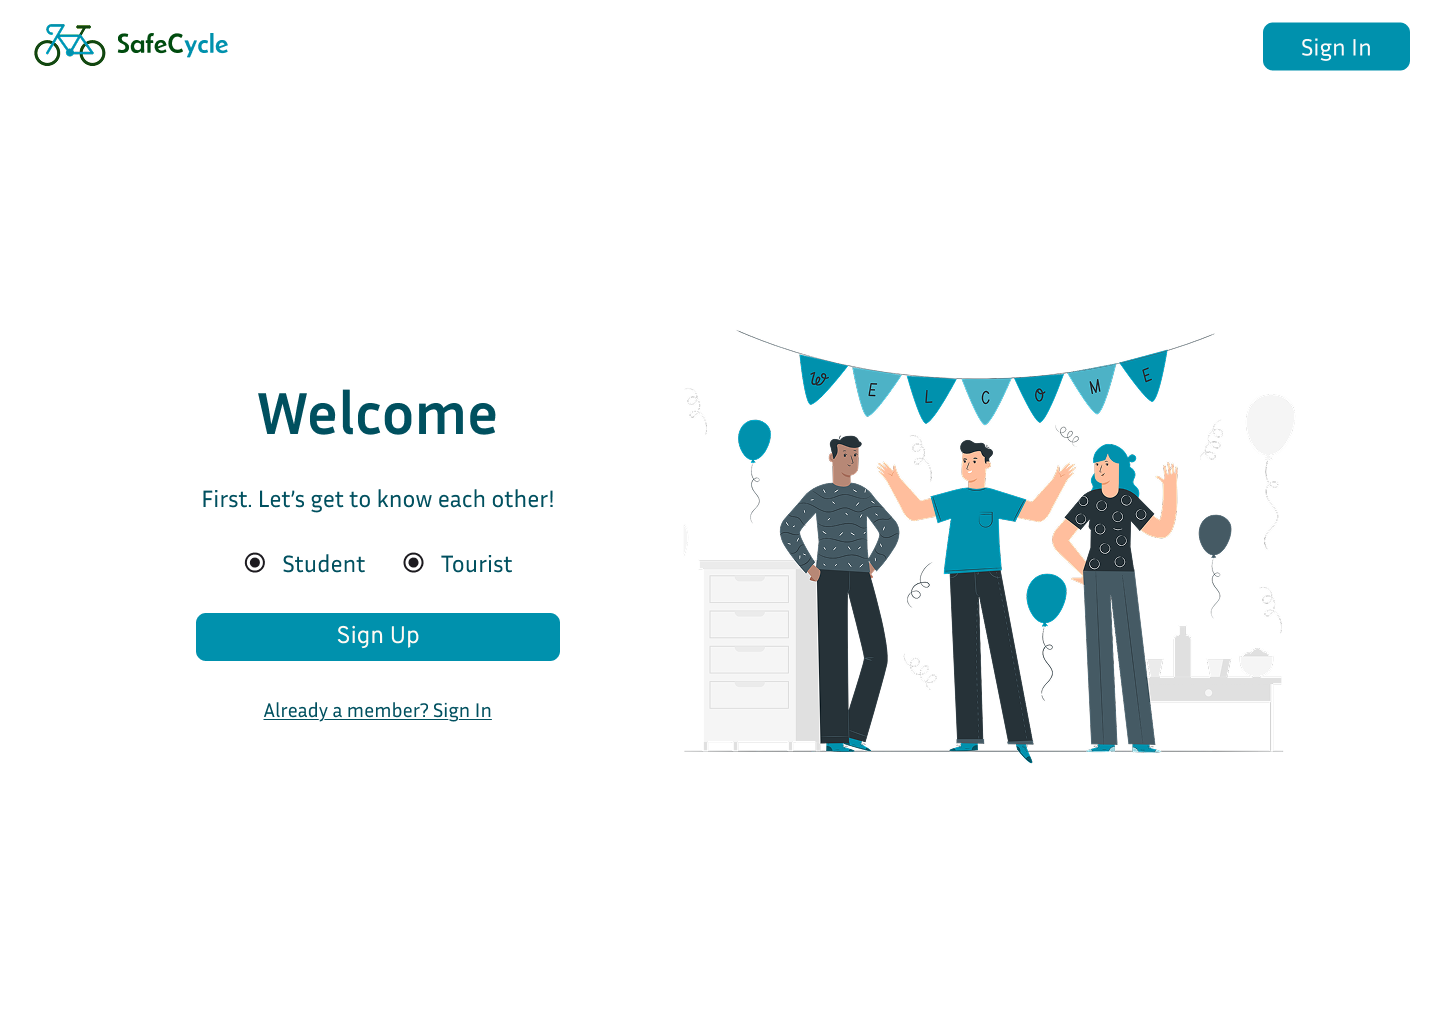 SafeCycle
Sign In
WELCOME
Welcome
First. Let’s get to know each other!
Student Tourist
Sign Up
Already a member? Sign In